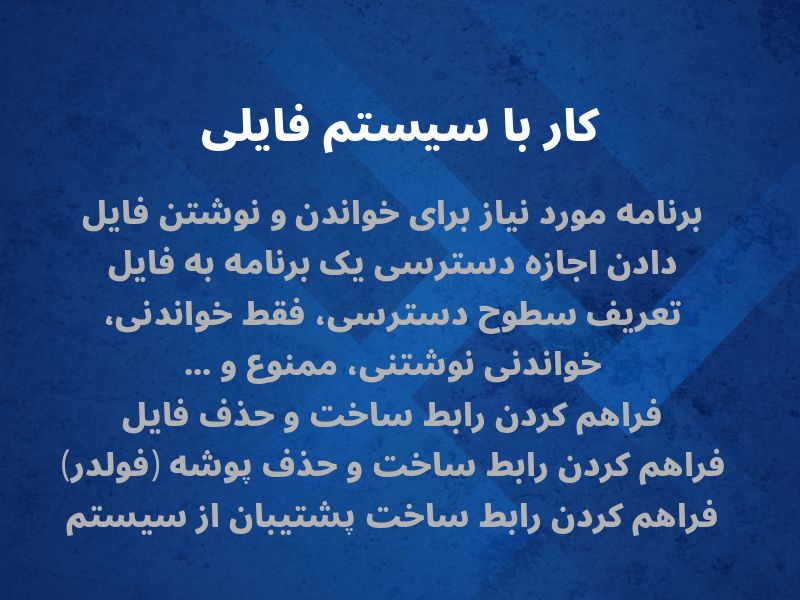 کار با سیستم فایلی
برنامه مورد نیاز برای خواندن و نوشتن فایل
دادن اجازه دسترسی یک برنامه به فایل
تعریف سطوح دسترسی، فقط خواندنی،
خواندنی نوشتنی، ممنوع و ...
فراهم کردن رابط ساخت و حذف فایل
فراهم کردن رابط ساخت و حذف پوشه (فولدر)
فراهم کردن رابط ساخت پشتیبان از سیستم